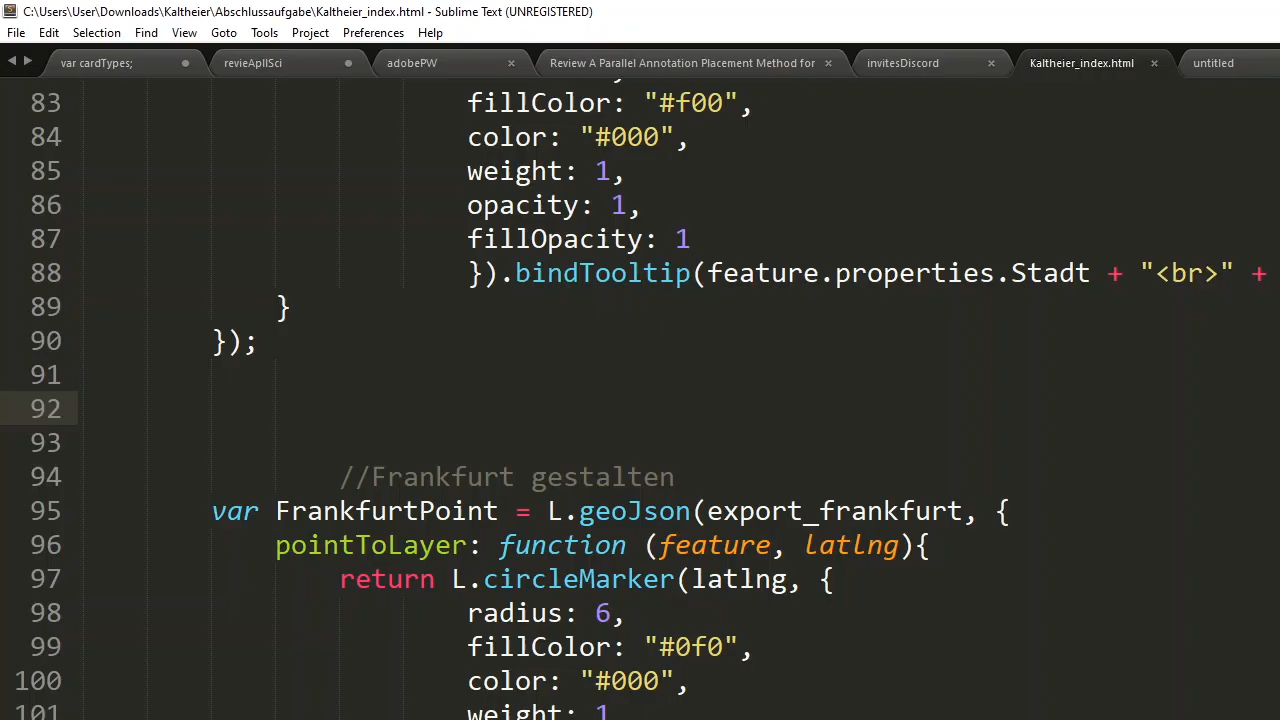 C:\Users\User\Downloads\Kaltheier\Abschlussaufgabe\Kaltheier_index.html - Sublime Text (UNREGISTERED)
File Edit Selection Find View Goto Tools Project Preferences Help
var cardTypes; revieApllSci adobePW Review A Parallel Annotation Placement Method for invitesDiscord Kaltheier_index.html untitled
83 fillColor: "#f00",
84 color: "#000",
85 weight: 1,
86 opacity: 1,
87 fillOpacity: 1
88 }).bindTooltip(feature.properties.Stadt + "<br>" +
89 }
90 });
91
92
93
94 //Frankfurt gestalten
95 var FrankfurtPoint = L.geoJson(export_frankfurt, {
96 pointToLayer: function (feature, latlng){
97 return L.circleMarker(latlng, {
98 radius: 6,
99 fillColor: "#0f0",
100 color: "#000",
101 weight: 1